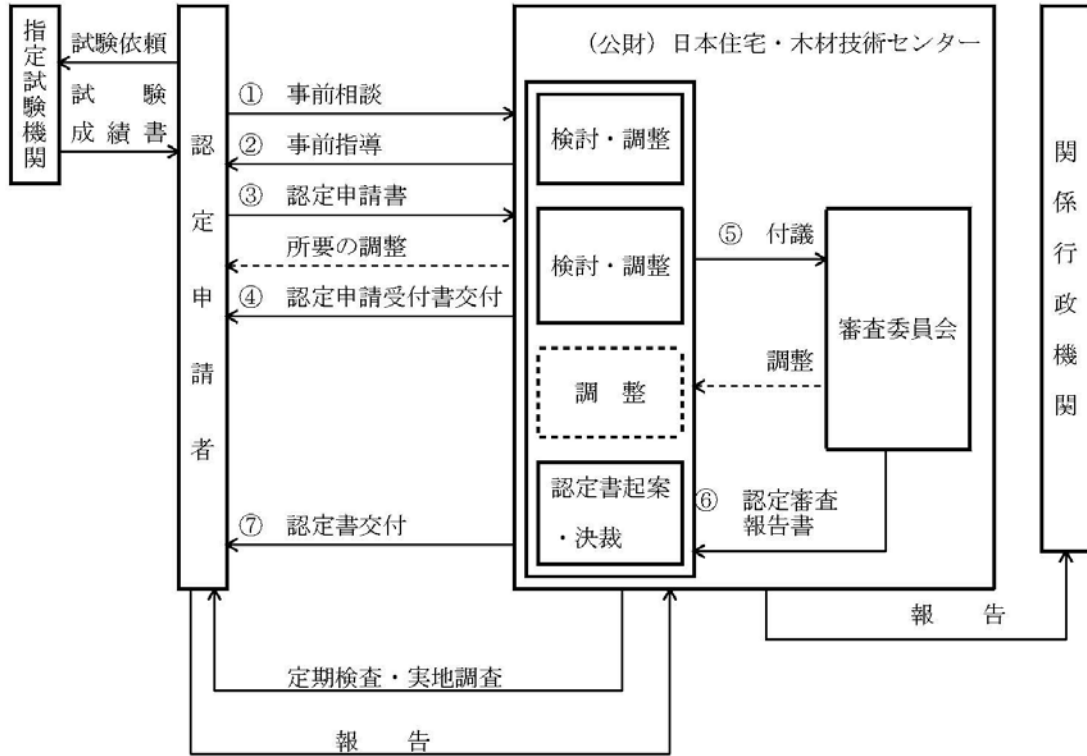 指定試験機関
試験依頼
試　験
成績書
認定申請者
(公財) 日本住宅・木材技術センター
① 事前相談
② 事前指導
③ 認定申請書
所要の調整
④ 認定申請受付書交付
⑦ 認定書交付
検討・調整
検討・調整
調　整
認定書起案
・決裁
⑤ 付議
審査委員会
調整
⑥ 認定審査
報告書
関係行政機関
報　告
定期検査・実地調査
報　告